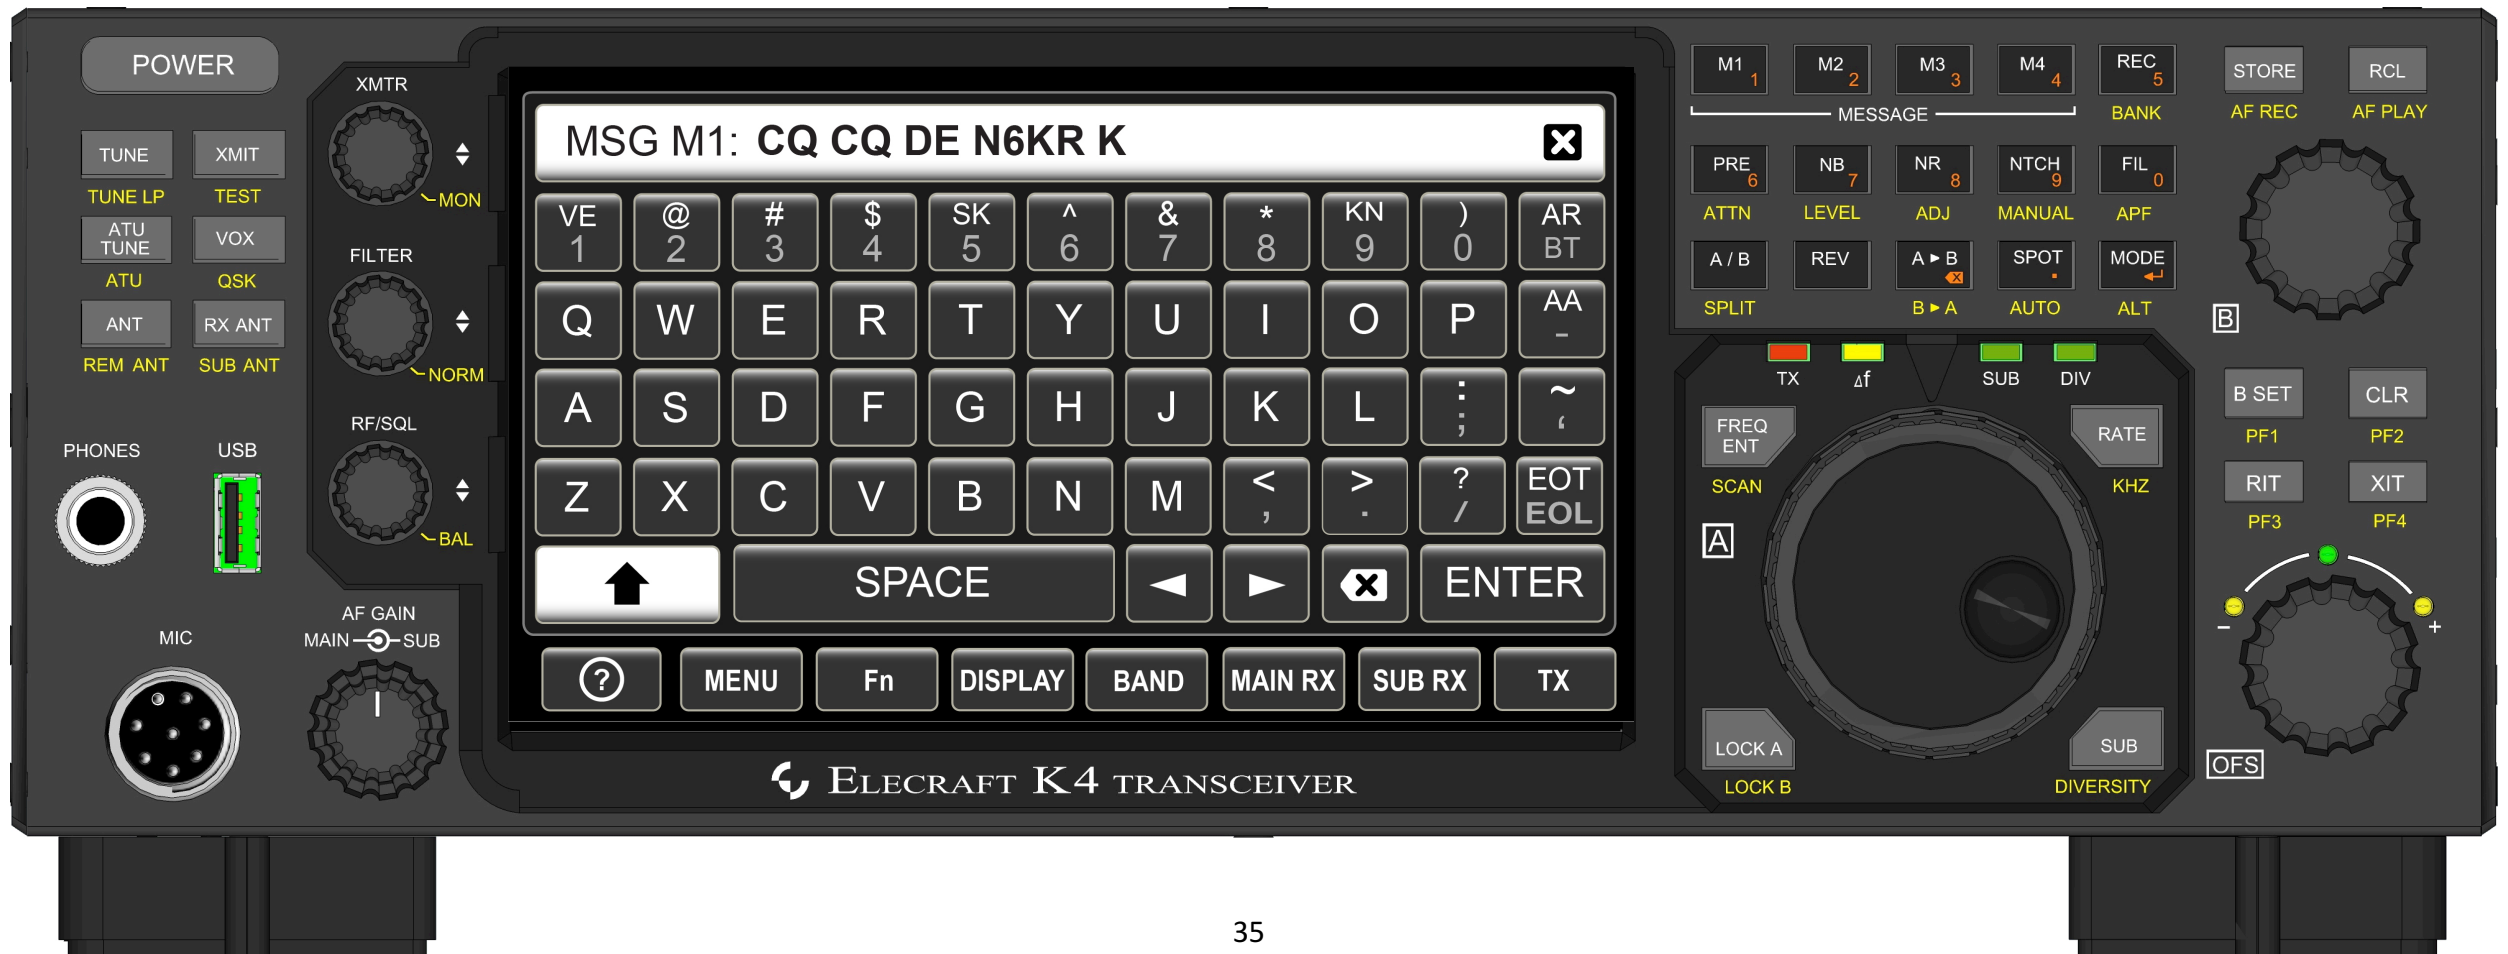 POWER
TUNE XMIT
TUNE LP TEST
ATU TUNE VOX
ATU QSK
ANT RX ANT
REM ANT SUB ANT
PHONES USB
MIC
XMTR
MON
FILTER
NORM
RF/SQL
BAL
AF GAIN
MAIN SUB
MSG M1: CQ CQ DE N6KR K
VE @ # $ SK ^ & * KN ) AR
1 2 3 4 5 6 7 8 9 0 BT
Q W E R T Y U I O P AA -
A S D F G H J K L : ; ~ ‘
Z X C V B N M < , > . ? / EOT EOL
SPACE ENTER
? MENU Fn DISPLAY BAND MAIN RX SUB RX TX
ELECRAFT K4 TRANSCEIVER
M1 1 M2 2 M3 3 M4 4 REC 5
MESSAGE BANK
PRE 6 NB 7 NR 8 NTCH 9 FIL 0
ATTN LEVEL ADJ MANUAL APF
A / B REV A ▸ B SPOT . MODE
SPLIT B ▸ A AUTO ALT
TX Δf SUB DIV
FREQ ENT RATE
SCAN KHZ
A
LOCK A SUB
LOCK B DIVERSITY
STORE RCL
AF REC AF PLAY
B
B SET CLR
PF1 PF2
RIT XIT
PF3 PF4
- +
OFS
35